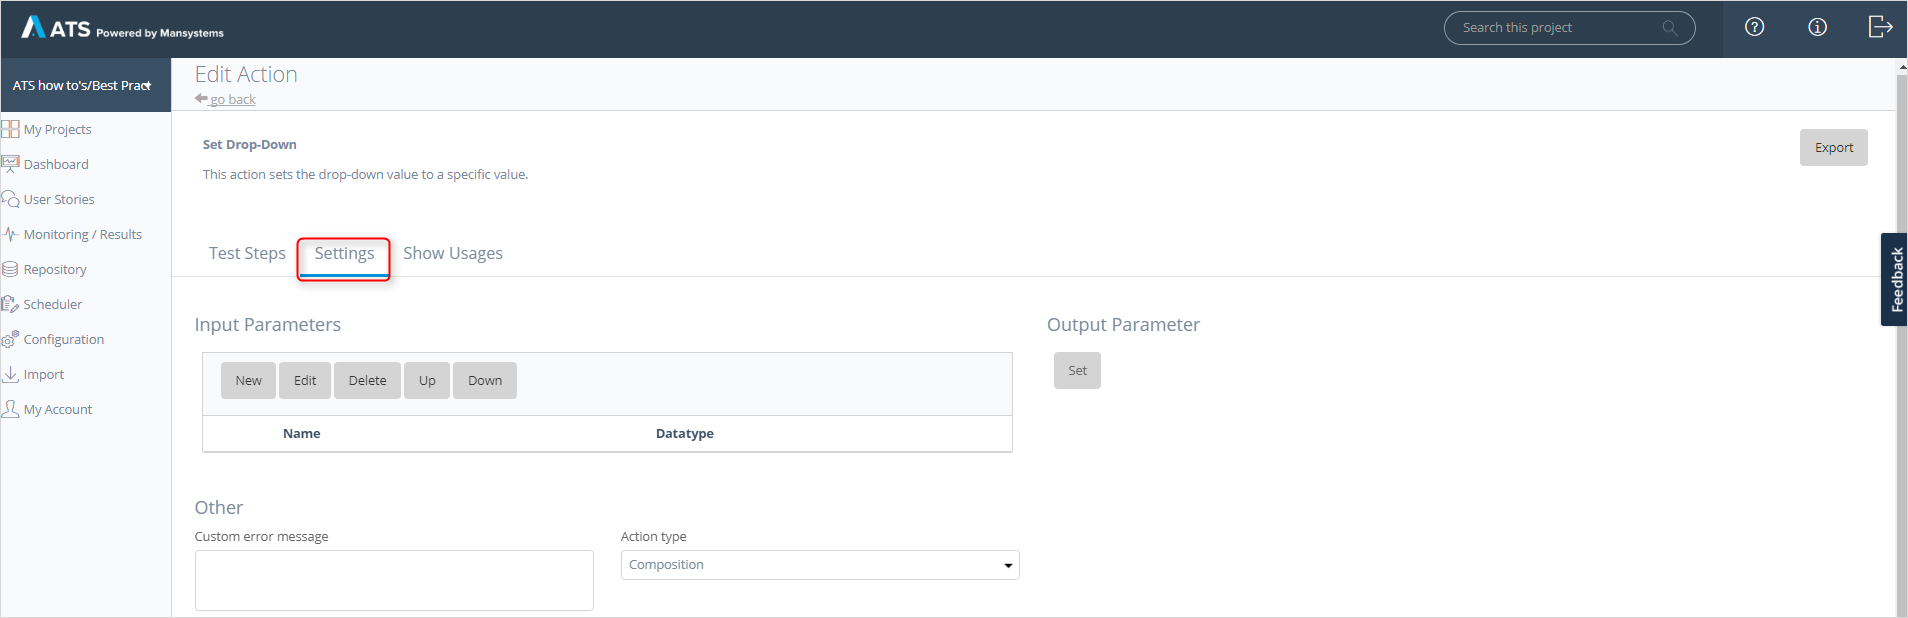 ATS Powered by Mansystems
Search this project
ATS how to's/Best Pract
Edit Action
go back
My Projects
Dashboard
User Stories
Monitoring / Results
Repository
Scheduler
Configuration
Import
My Account
Set Drop-Down
Export
This action sets the drop-down value to a specific value.
Test Steps Settings Show Usages
Feedback
Input Parameters
New Edit Delete Up Down
Name Datatype
Output Parameter
Set
Other
Custom error message
Action type
Composition